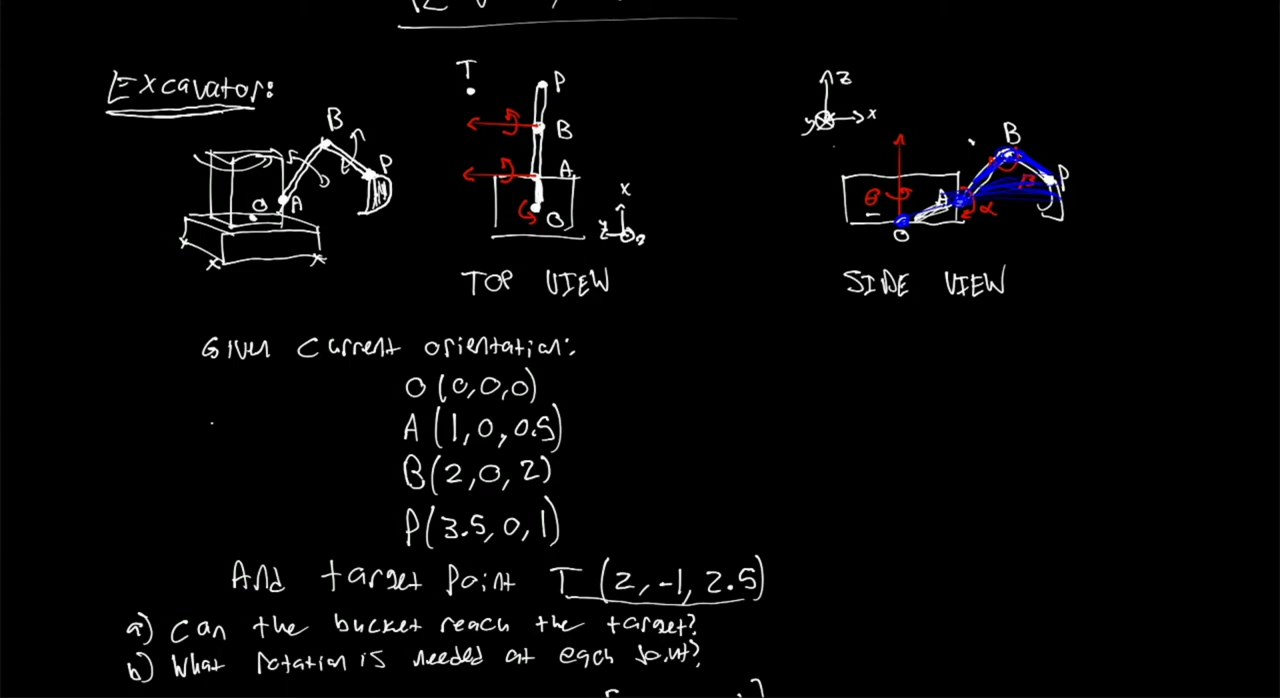 Excavator:
B
P
A
O
T
P
B
A
O
x
y
z
TOP VIEW
z
x
y
B
P
A
β
θ
α
O
SIDE VIEW
Given current orientation:
O (0,0,0)
A (1,0,0.5)
B (2,0,2)
P (3.5,0,1)
And target point T (2,-1,2.5)
a) Can the bucket reach the target?
b) What rotation is needed at each joint?